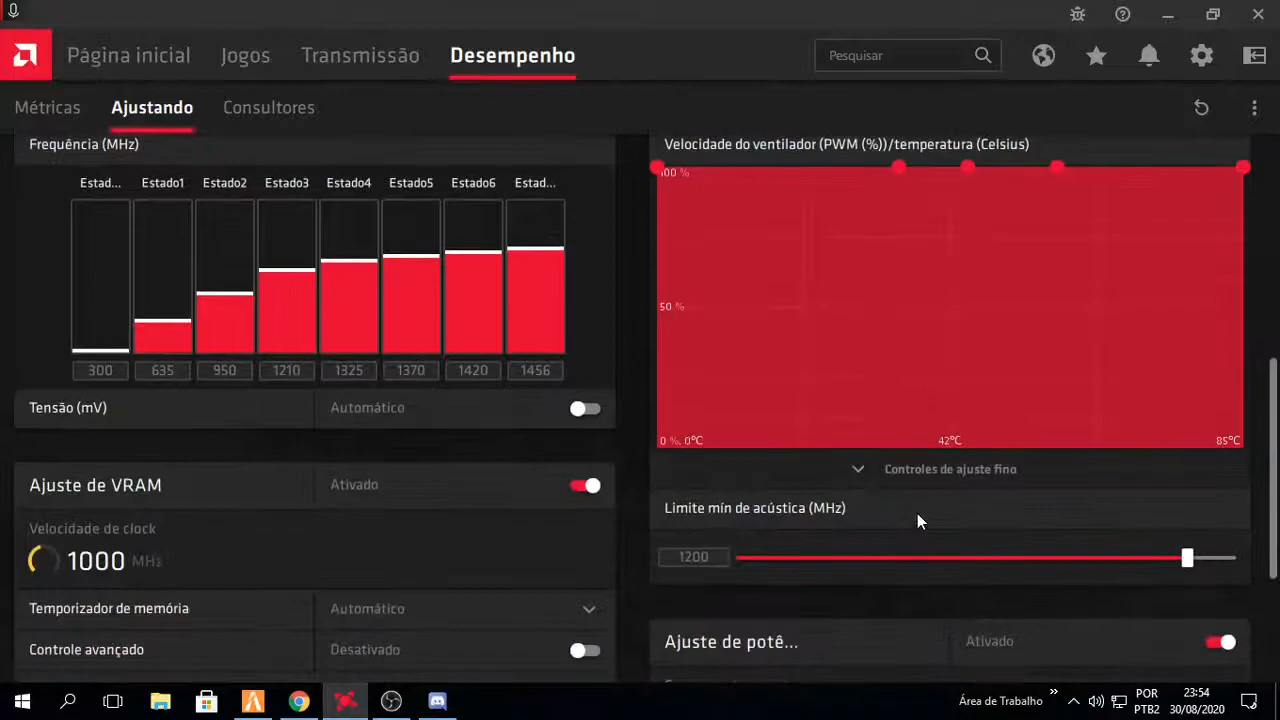 Página inicial
Jogos
Transmissão
Desempenho
Pesquisar
Métricas
Ajustando
Consultores
Frequência (MHz)
Estad... Estado1 Estado2 Estado3 Estado4 Estado5 Estado6 Estad...
300 635 950 1210 1325 1370 1420 1456
Tensão (mV)
Automático
Ajuste de VRAM
Ativado
Velocidade de clock
1000 MHz
Temporizador de memória
Automático
Controle avançado
Desativado
Velocidade do ventilador (PWM (%))/temperatura (Celsius)
100 %
50 %
0 %, 0°C
42°C
85°C
Controles de ajuste fino
Limite mín de acústica (MHz)
1200
Ajuste de potê...
Ativado
Área de Trabalho
POR
PTB2
23:54
30/08/2020